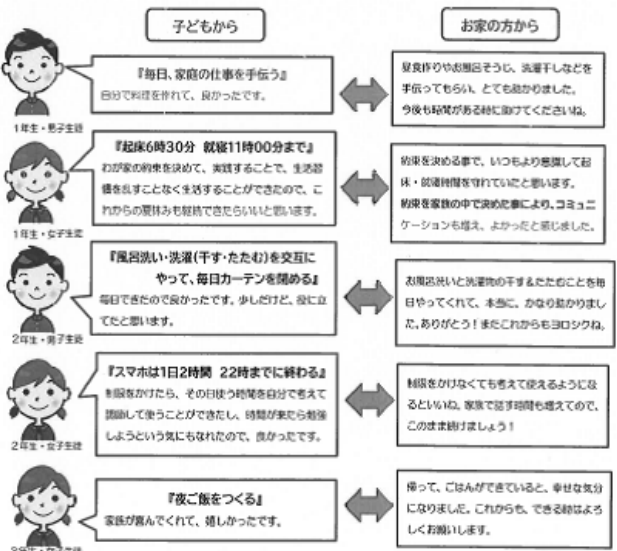 子どもから
お家の方から
『毎日、家庭の仕事を手伝う』
自分で料理を作れて、良かったです。
1年生・男子生徒
昼食作りやお風呂そうじ、洗濯干しなどを
手伝ってもらい、とても助かりました。
今後も時間がある時に助けてくださいね。
『起床6時30分 就寝11時00分まで』
わが家の約束を決めて、実践することで、生活習
慣を乱すことなく生活することができたので、こ
れからの夏休みも継続できたらいいと思います。
1年生・女子生徒
約束を決める事で、いつもより意識して起
床・就寝時間を守れていたと思います。
約束を家族の中で決めた事により、コミュニ
ケーションも増え、よかったと感じました。
『風呂洗い・洗濯(干す・たたむ)を交互に
やって、毎日カーテンを閉める』
毎日できたので良かったです。少しだけど、役に立
てたと思います。
2年生・男子生徒
お風呂洗いと洗濯物の干す&たたむことを毎
日やってくれて、本当に、かなり助かりまし
た。ありがとう!またこれからもヨロシクね。
『スマホは1日2時間 22時までに終わる』
制限をかけたら、その日使う時間を自分で考えて
調節して使うことができたし、時間が来たら勉強
しようという気にもなれたので、良かったです。
2年生・女子生徒
制限をかけなくても考えて使えるようにな
るといいね。家族で話す時間も増えてので、
このまま続けましょう!
『夜ご飯をつくる』
家族が喜んでくれて、嬉しかったです。
帰って、ごはんができていると、幸せな気分
になりました。これからも、できる時はよろ
しくお願いします。